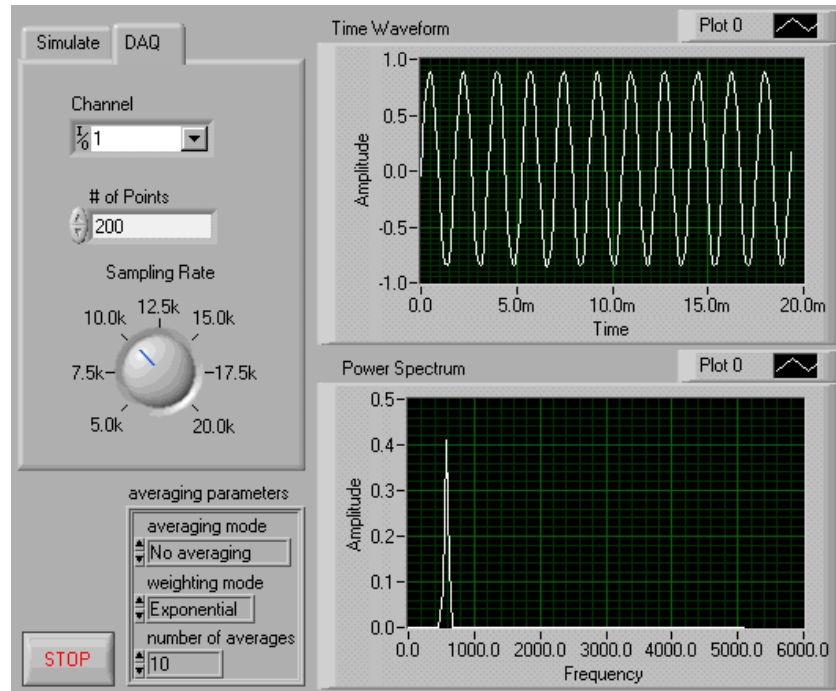 Simulate DAQ
Channel
I/O 1
# of Points
200
Sampling Rate
10.0k 12.5k 15.0k
7.5k 17.5k
5.0k 20.0k
averaging parameters
averaging mode
No averaging
weighting mode
Exponential
number of averages
10
STOP
Time Waveform Plot 0
1.0
0.5
0.0
-0.5
-1.0
Amplitude
0.0 5.0m 10.0m 15.0m 20.0m
Time
Power Spectrum Plot 0
0.5
0.4
0.3
0.2
0.1
0.0
Amplitude
0.0 1000.0 2000.0 3000.0 4000.0 5000.0 6000.0
Frequency